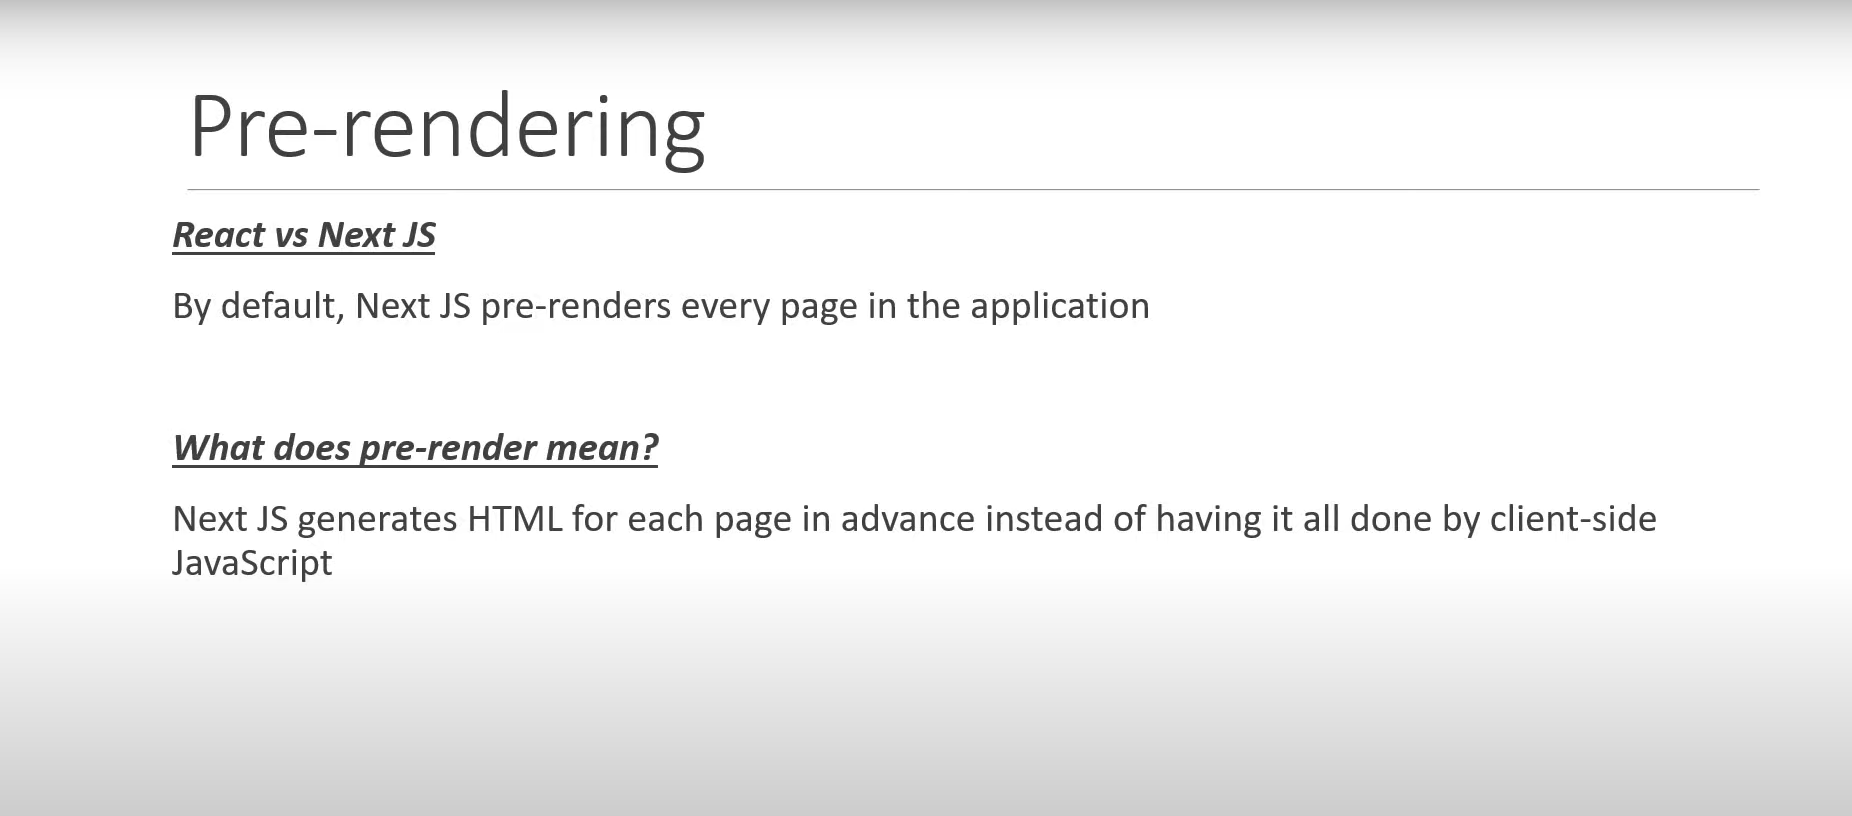 Pre-rendering
React vs Next JS
By default, Next JS pre-renders every page in the application
What does pre-render mean?
Next JS generates HTML for each page in advance instead of having it all done by client-side
JavaScript